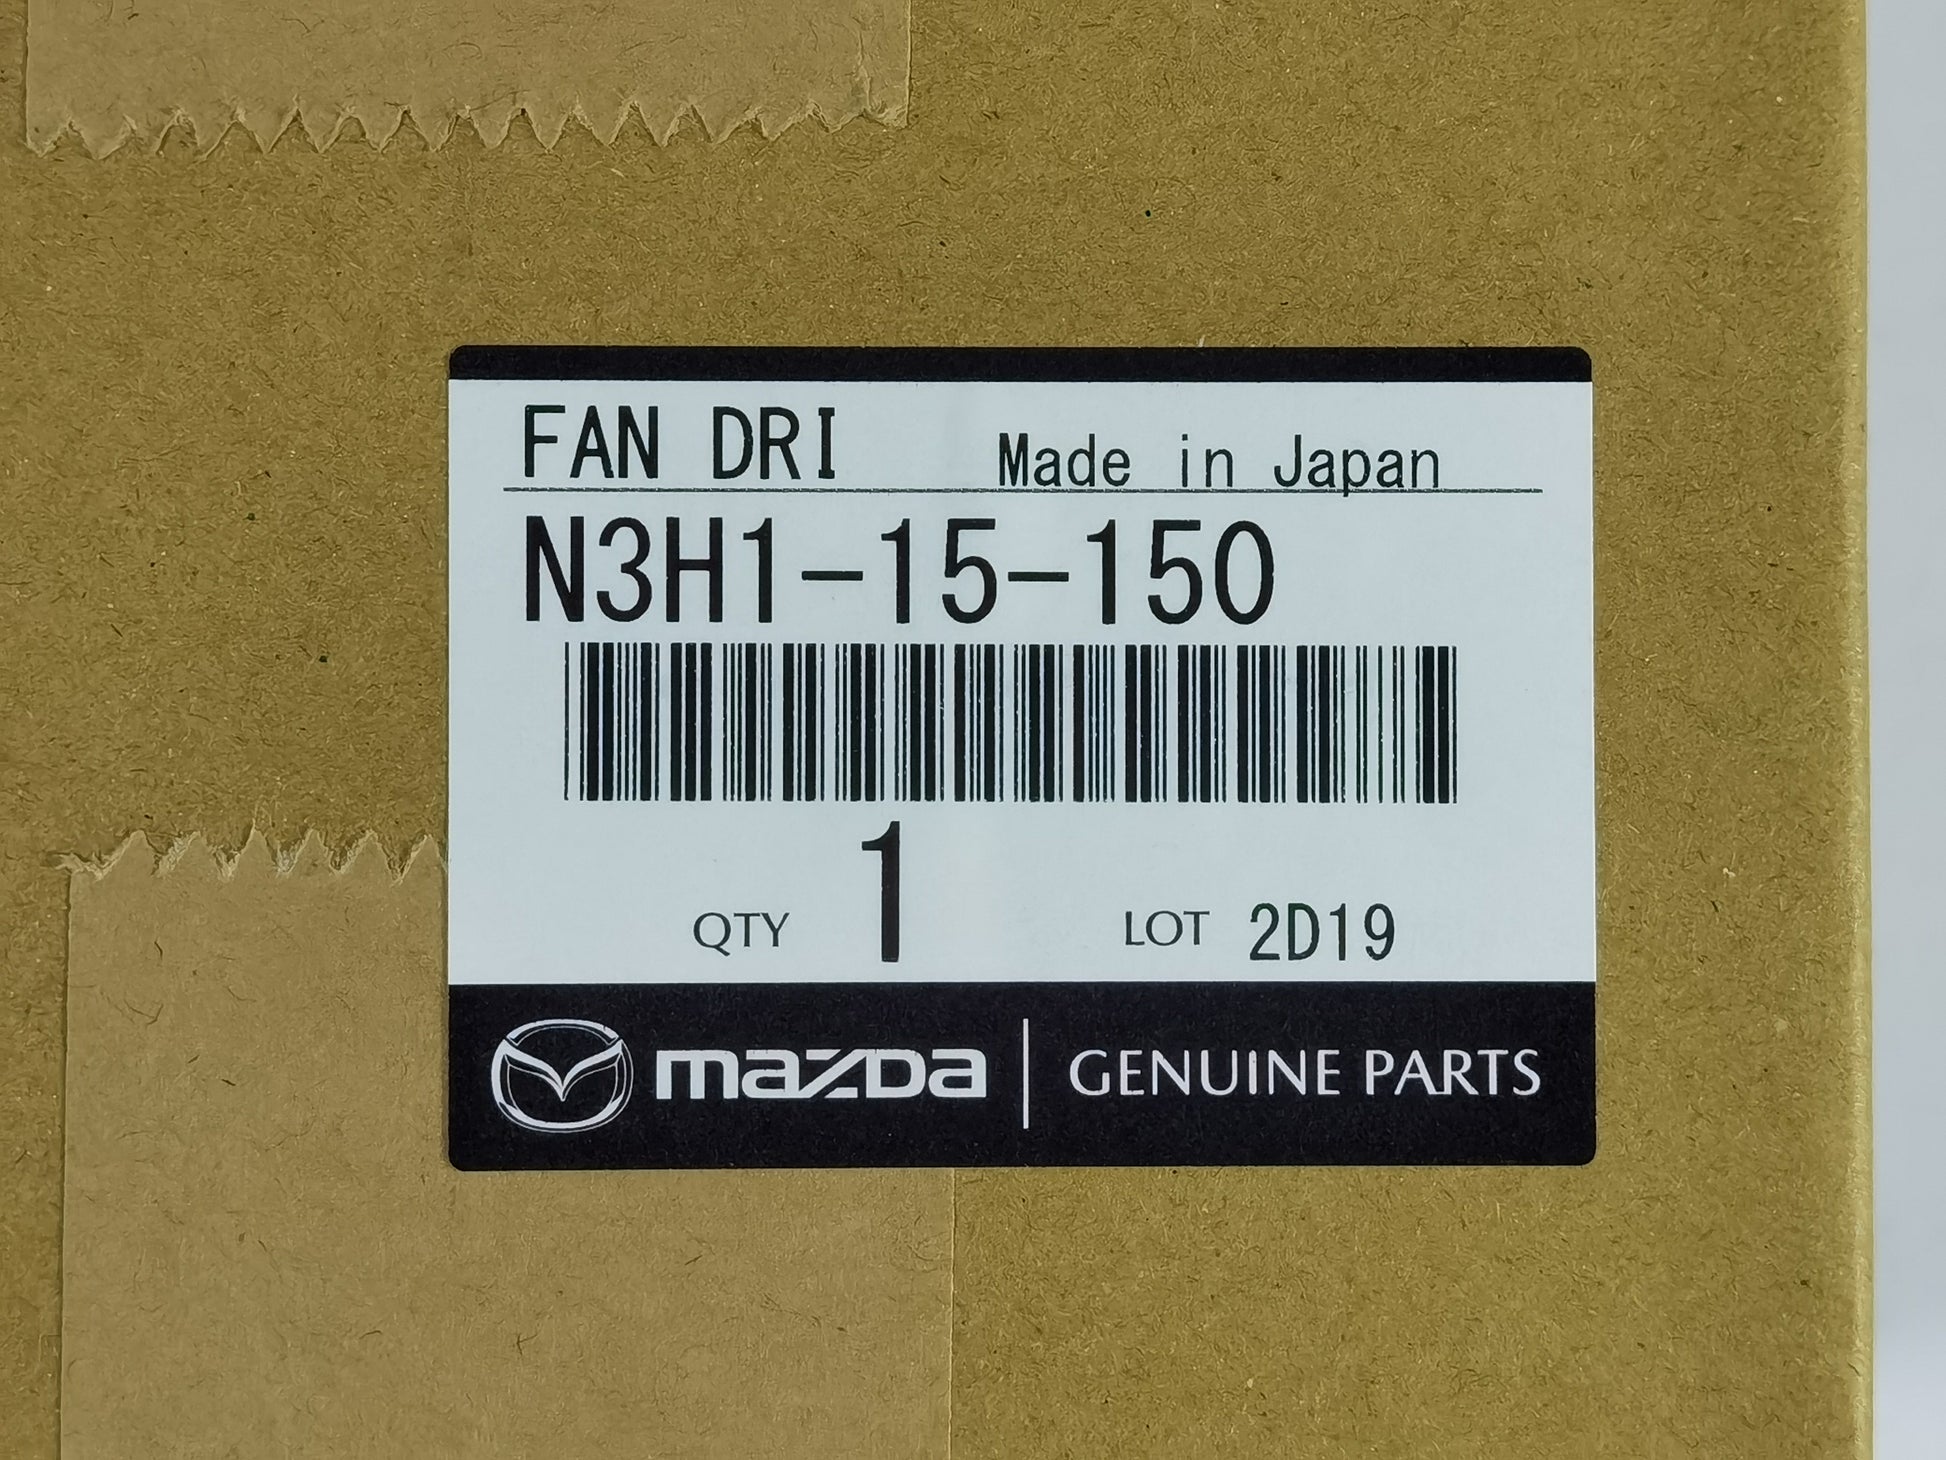 FAN DRI Made in Japan
N3H1-15-150
QTY 1 LOT 2D19
mazda GENUINE PARTS